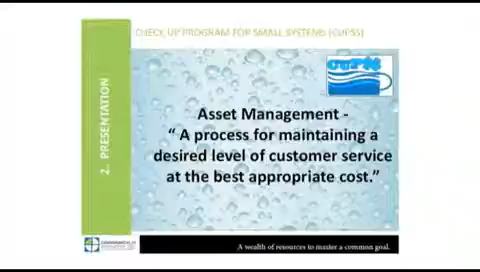 CHECK UP PROGRAM FOR SMALL SYSTEMS (CUPSS)
2. PRESENTATION
Asset Management -
“ A process for maintaining a
desired level of customer service
at the best appropriate cost.”
A wealth of resources to master a common goal.